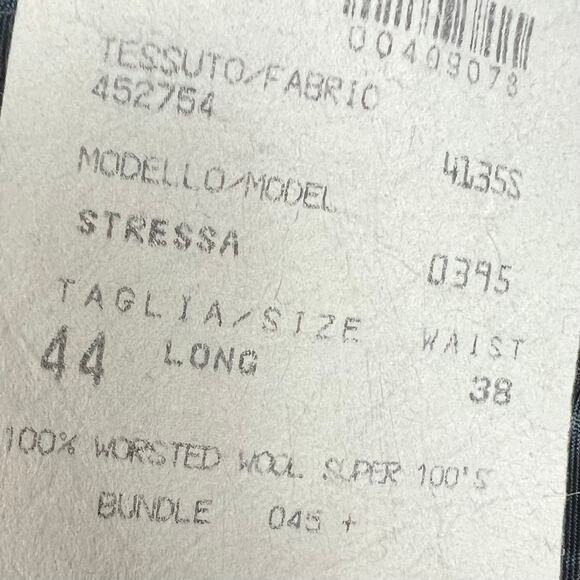 00409078
TESSUTO/FABRIC
452754 4135S
MODELLO/MODEL
STRESSA 0395
TAGLIA/SIZE WAIST
44 LONG 38
100% WORSTED WOOL SUPER 100'S
BUNDLE 045 +